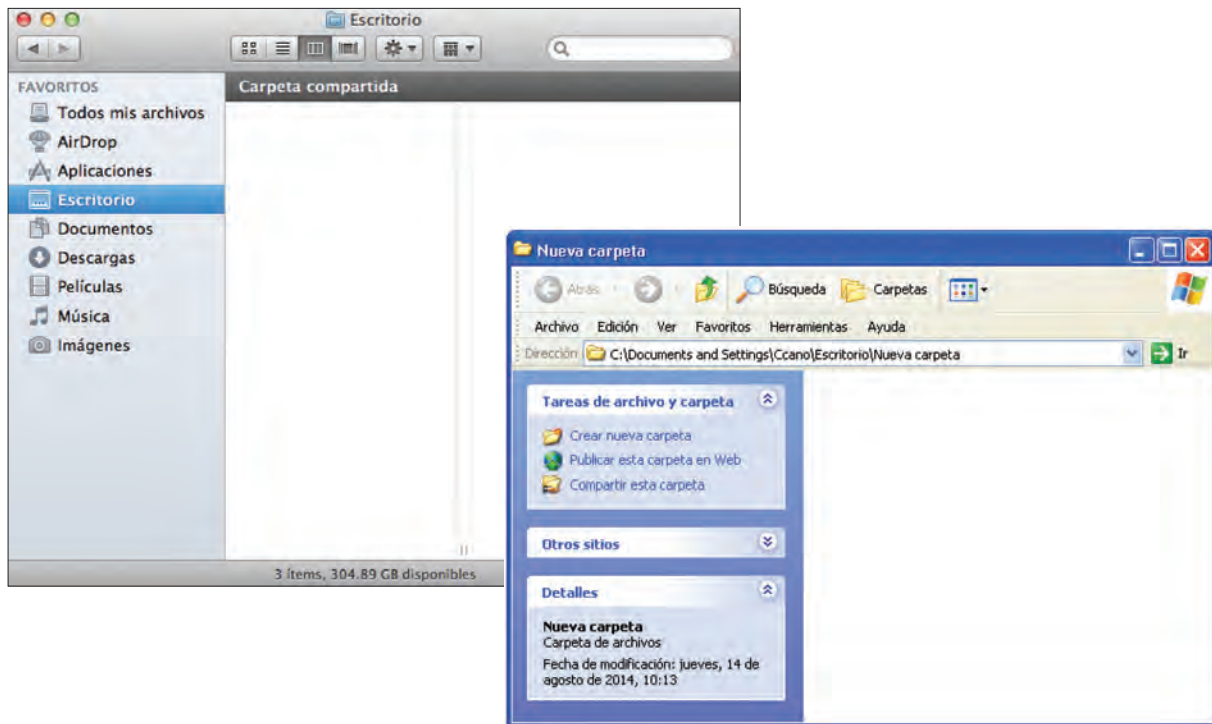 Escritorio
FAVORITOS
Todos mis archivos
AirDrop
Aplicaciones
Escritorio
Documentos
Descargas
Películas
Música
Imágenes
Carpeta compartida
3 ítems, 304.89 GB disponibles
Nueva carpeta
Atrás Búsqueda Carpetas
Archivo Edición Ver Favoritos Herramientas Ayuda
Dirección C:\Documents and Settings\Ccano\Escritorio\Nueva carpeta Ir
Tareas de archivo y carpeta
Crear nueva carpeta
Publicar esta carpeta en Web
Compartir esta carpeta
Otros sitios
Detalles
Nueva carpeta
Carpeta de archivos
Fecha de modificación: jueves, 14 de
agosto de 2014, 10:13